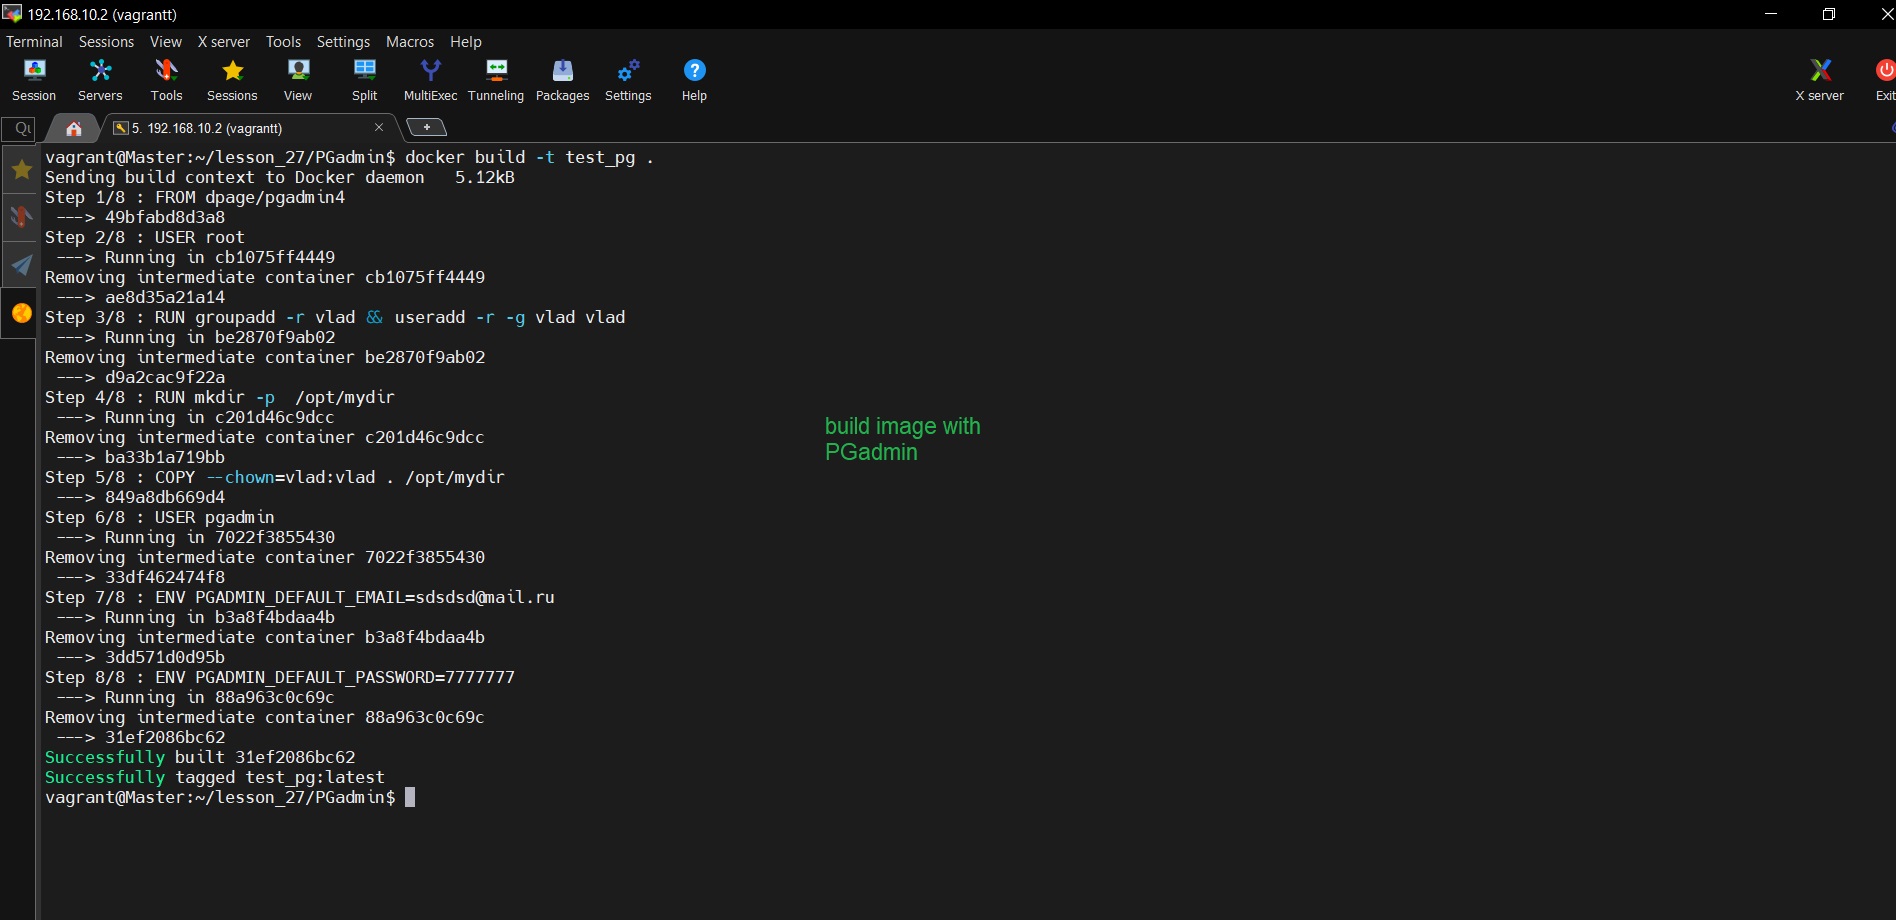 192.168.10.2 (vagrantt)
Terminal Sessions View X server Tools Settings Macros Help
Session Servers Tools Sessions View Split MultiExec Tunneling Packages Settings Help X server Exit
Qu 5. 192.168.10.2 (vagrantt)
vagrant@Master:~/lesson_27/PGadmin$ docker build -t test_pg .
Sending build context to Docker daemon   5.12kB
Step 1/8 : FROM dpage/pgadmin4
 ---> 49bfabd8d3a8
Step 2/8 : USER root
 ---> Running in cb1075ff4449
Removing intermediate container cb1075ff4449
 ---> ae8d35a21a14
Step 3/8 : RUN groupadd -r vlad && useradd -r -g vlad vlad
 ---> Running in be2870f9ab02
Removing intermediate container be2870f9ab02
 ---> d9a2cac9f22a
Step 4/8 : RUN mkdir -p  /opt/mydir
 ---> Running in c201d46c9dcc
Removing intermediate container c201d46c9dcc
 ---> ba33b1a719bb
Step 5/8 : COPY --chown=vlad:vlad . /opt/mydir
 ---> 849a8db669d4
Step 6/8 : USER pgadmin
 ---> Running in 7022f3855430
Removing intermediate container 7022f3855430
 ---> 33df462474f8
Step 7/8 : ENV PGADMIN_DEFAULT_EMAIL=sdsdsd@mail.ru
 ---> Running in b3a8f4bdaa4b
Removing intermediate container b3a8f4bdaa4b
 ---> 3dd571d0d95b
Step 8/8 : ENV PGADMIN_DEFAULT_PASSWORD=7777777
 ---> Running in 88a963c0c69c
Removing intermediate container 88a963c0c69c
 ---> 31ef2086bc62
Successfully built 31ef2086bc62
Successfully tagged test_pg:latest
vagrant@Master:~/lesson_27/PGadmin$
build image with
PGadmin